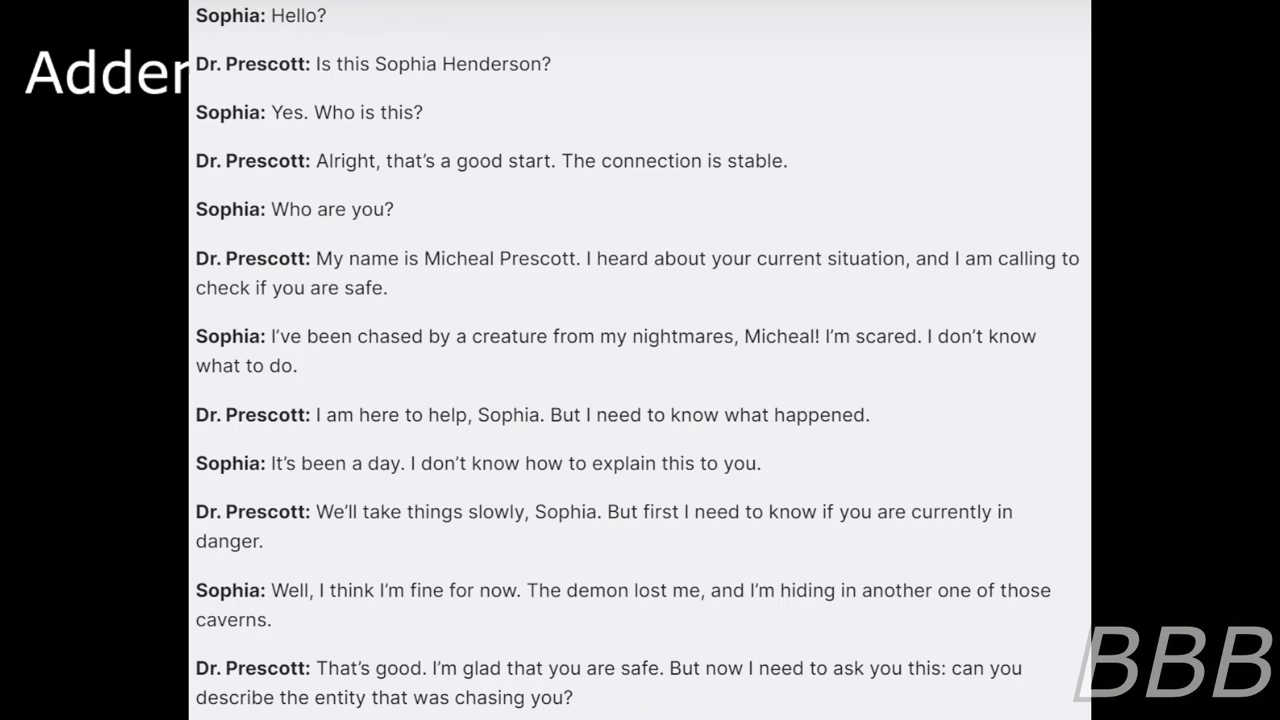 Adden
Sophia: Hello?
Dr. Prescott: Is this Sophia Henderson?
Sophia: Yes. Who is this?
Dr. Prescott: Alright, that’s a good start. The connection is stable.
Sophia: Who are you?
Dr. Prescott: My name is Micheal Prescott. I heard about your current situation, and I am calling to
check if you are safe.
Sophia: I’ve been chased by a creature from my nightmares, Micheal! I’m scared. I don’t know
what to do.
Dr. Prescott: I am here to help, Sophia. But I need to know what happened.
Sophia: It’s been a day. I don’t know how to explain this to you.
Dr. Prescott: We’ll take things slowly, Sophia. But first I need to know if you are currently in
danger.
Sophia: Well, I think I’m fine for now. The demon lost me, and I’m hiding in another one of those
caverns.
Dr. Prescott: That’s good. I’m glad that you are safe. But now I need to ask you this: can you
describe the entity that was chasing you?
BBB